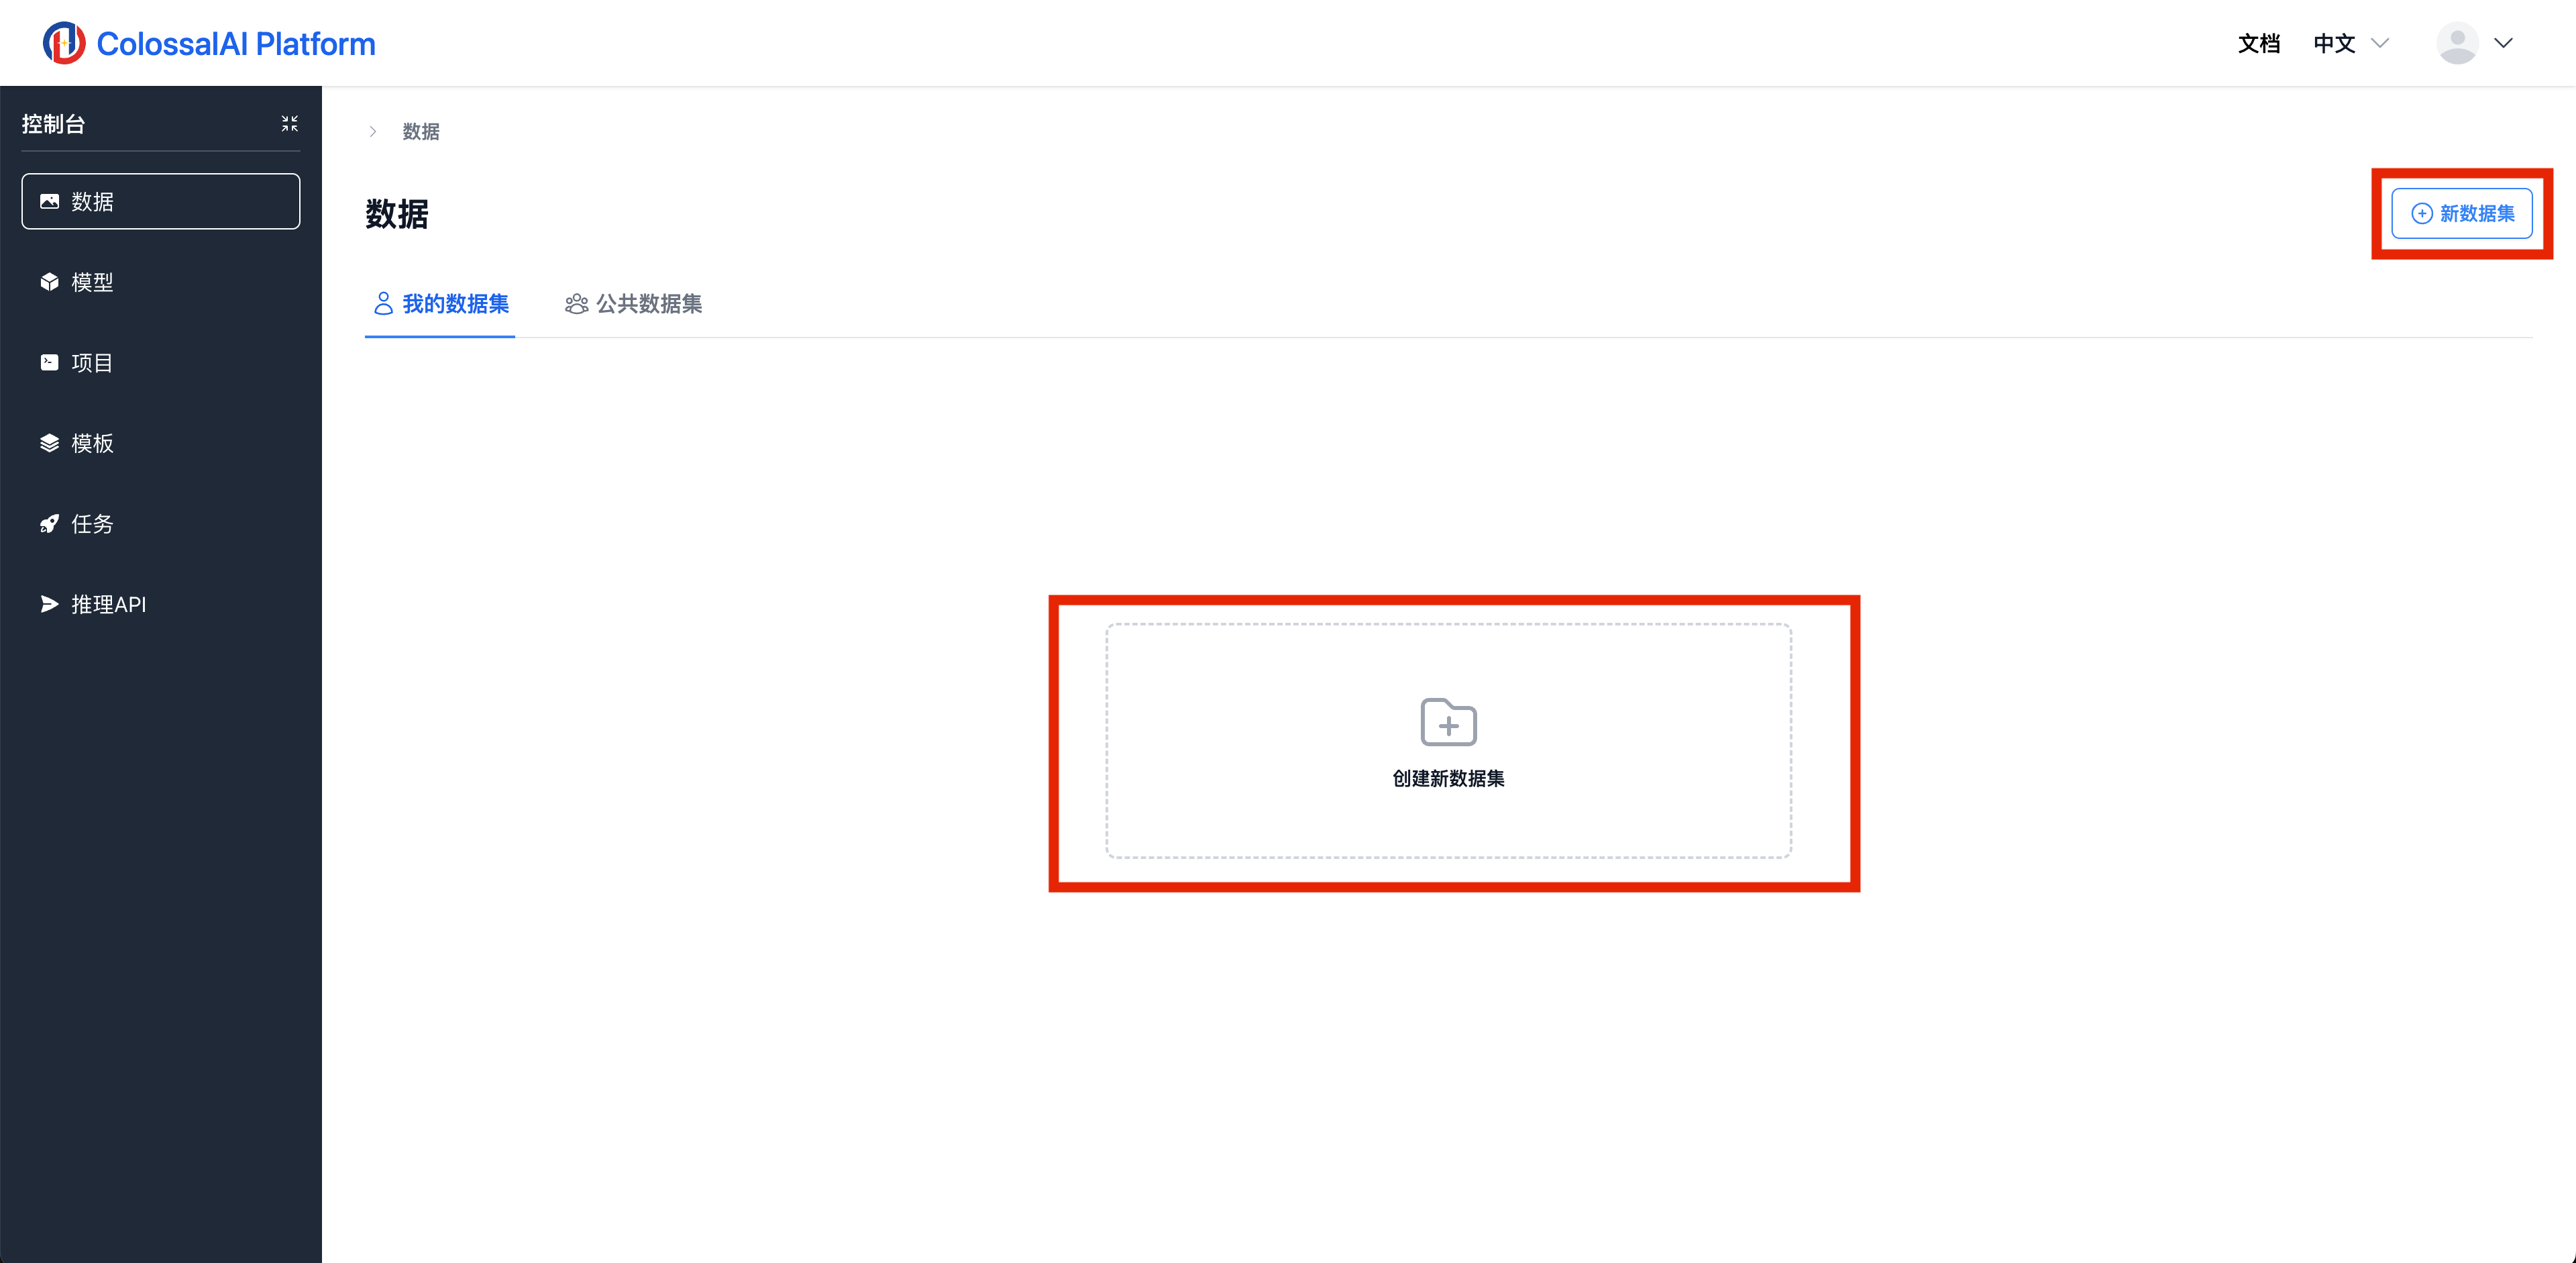 ColossalAI Platform
文档 中文
控制台
数据
模型
项目
模板
任务
推理API
数据
数据
新数据集
我的数据集 公共数据集
创建新数据集